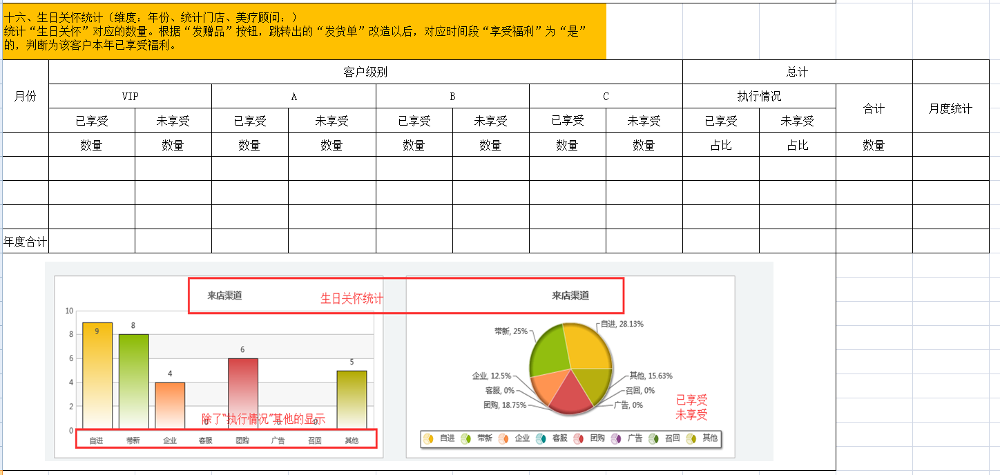 十六、生日关怀统计（维度：年份、统计门店、美疗顾问：）
统计“生日关怀”对应的数量。根据“发赠品”按钮，跳转出的“发货单”改造以后，对应时间段“享受福利”为“是”
的，判断为该客户本年已享受福利。
月份 客户级别 总计
VIP A B C 执行情况 合计 月度统计
已享受 未享受 已享受 未享受 已享受 未享受 已享受 未享受 已享受 未享受
数量 数量 数量 数量 数量 数量 数量 数量 占比 占比 数量
年度合计
来店渠道
生日关怀统计
10
8
6
4
2
0
9 8 4 0 6 0 0 5
除了“执行情况”其他的显示
自进 带新 企业 客服 团购 广告 召回 其他
来店渠道
自进, 28.13%
带新, 25%
企业, 12.5%
其他, 15.63%
客服, 0%
召回, 0%
团购, 18.75%
广告, 0%
已享受
未享受
自进 带新 企业 客服 团购 广告 召回 其他